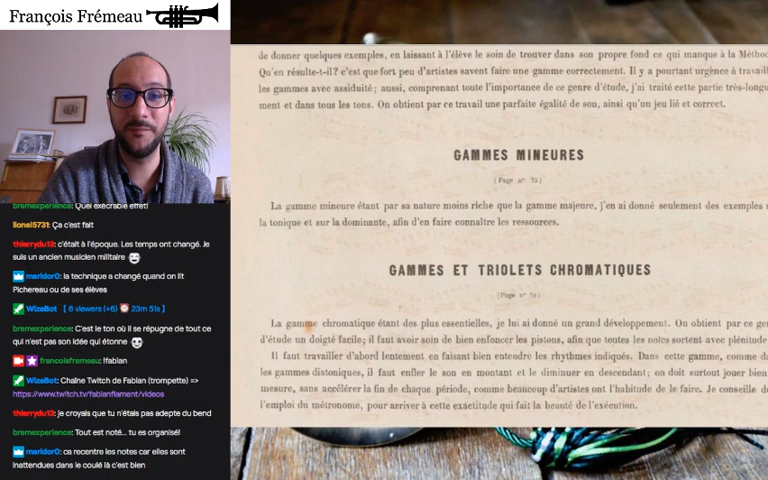 François Frémeau
bremexperience: Quel exécrable effet!
lionel5731: Ça c'est fait
thierrydu13: c'était à l'époque. Les temps ont changé. Je
suis un ancien musicien militaire
maridor0: la technique a changé quand on lit
Pichereau ou de ses élèves
WizeBot [ 6 viewers (+6) 23m 51s ]
bremexperience: C'est le ton où il se répugne de tout ce
qui n'est pas son idée qui étonne
francoisfremeau: !fabian
WizeBot: Chaîne Twitch de Fabian (trompette) =>
https://www.twitch.tv/fabianflament/videos
thierrydu13: je croyais que tu n'étais pas adepte du bend
bremexperience: Tout est noté... tu es organisé!
maridor0: ca recentre les notes car elles sont
inattendues dans le coulé là c'est bien
de donner quelques exemples, en laissant à l'élève le soin de trouver dans son propre fond ce qui manque à la Métho
Qu'en résulte-t-il? c'est que fort peu d'artistes savent faire une gamme correctement. Il y a pourtant urgence à travail
les gammes avec assiduité; aussi, comprenant toute l'importance de ce genre d'étude, j'ai traité cette partie très-longu
ment et dans tous les tons. On obtient par ce travail une parfaite égalité de son, ainsi qu'un jeu lié et correct.
GAMMES MINEURES
(Page n° 75)
La gamme mineure étant par sa nature moins riche que la gamme majeure, j'en ai donné seulement des exemples s
la tonique et sur la dominante, afin d'en faire connaître les ressources.
GAMMES ET TRIOLETS CHROMATIQUES
(Page n° 76)
La gamme chromatique étant des plus essentielles, je lui ai donné un grand développement. On obtient par ce gen
d'étude un doigté facile; il faut avoir soin de bien enfoncer les pistons, afin que toutes les notes sortent avec plénitude
Il faut travailler d'abord lentement en faisant bien entendre les rhythmes indiqués. Dans cette gamme, comme da
les gammes diatoniques, il faut enfler le son en montant et le diminuer en descendant; on doit surtout jouer bien
mesure, sans accélérer la fin de chaque période, comme beaucoup d'artistes ont l'habitude de le faire. Je conseille d
l'emploi du métronome, pour arriver à cette exactitude qui fait la beauté de l'exécution.